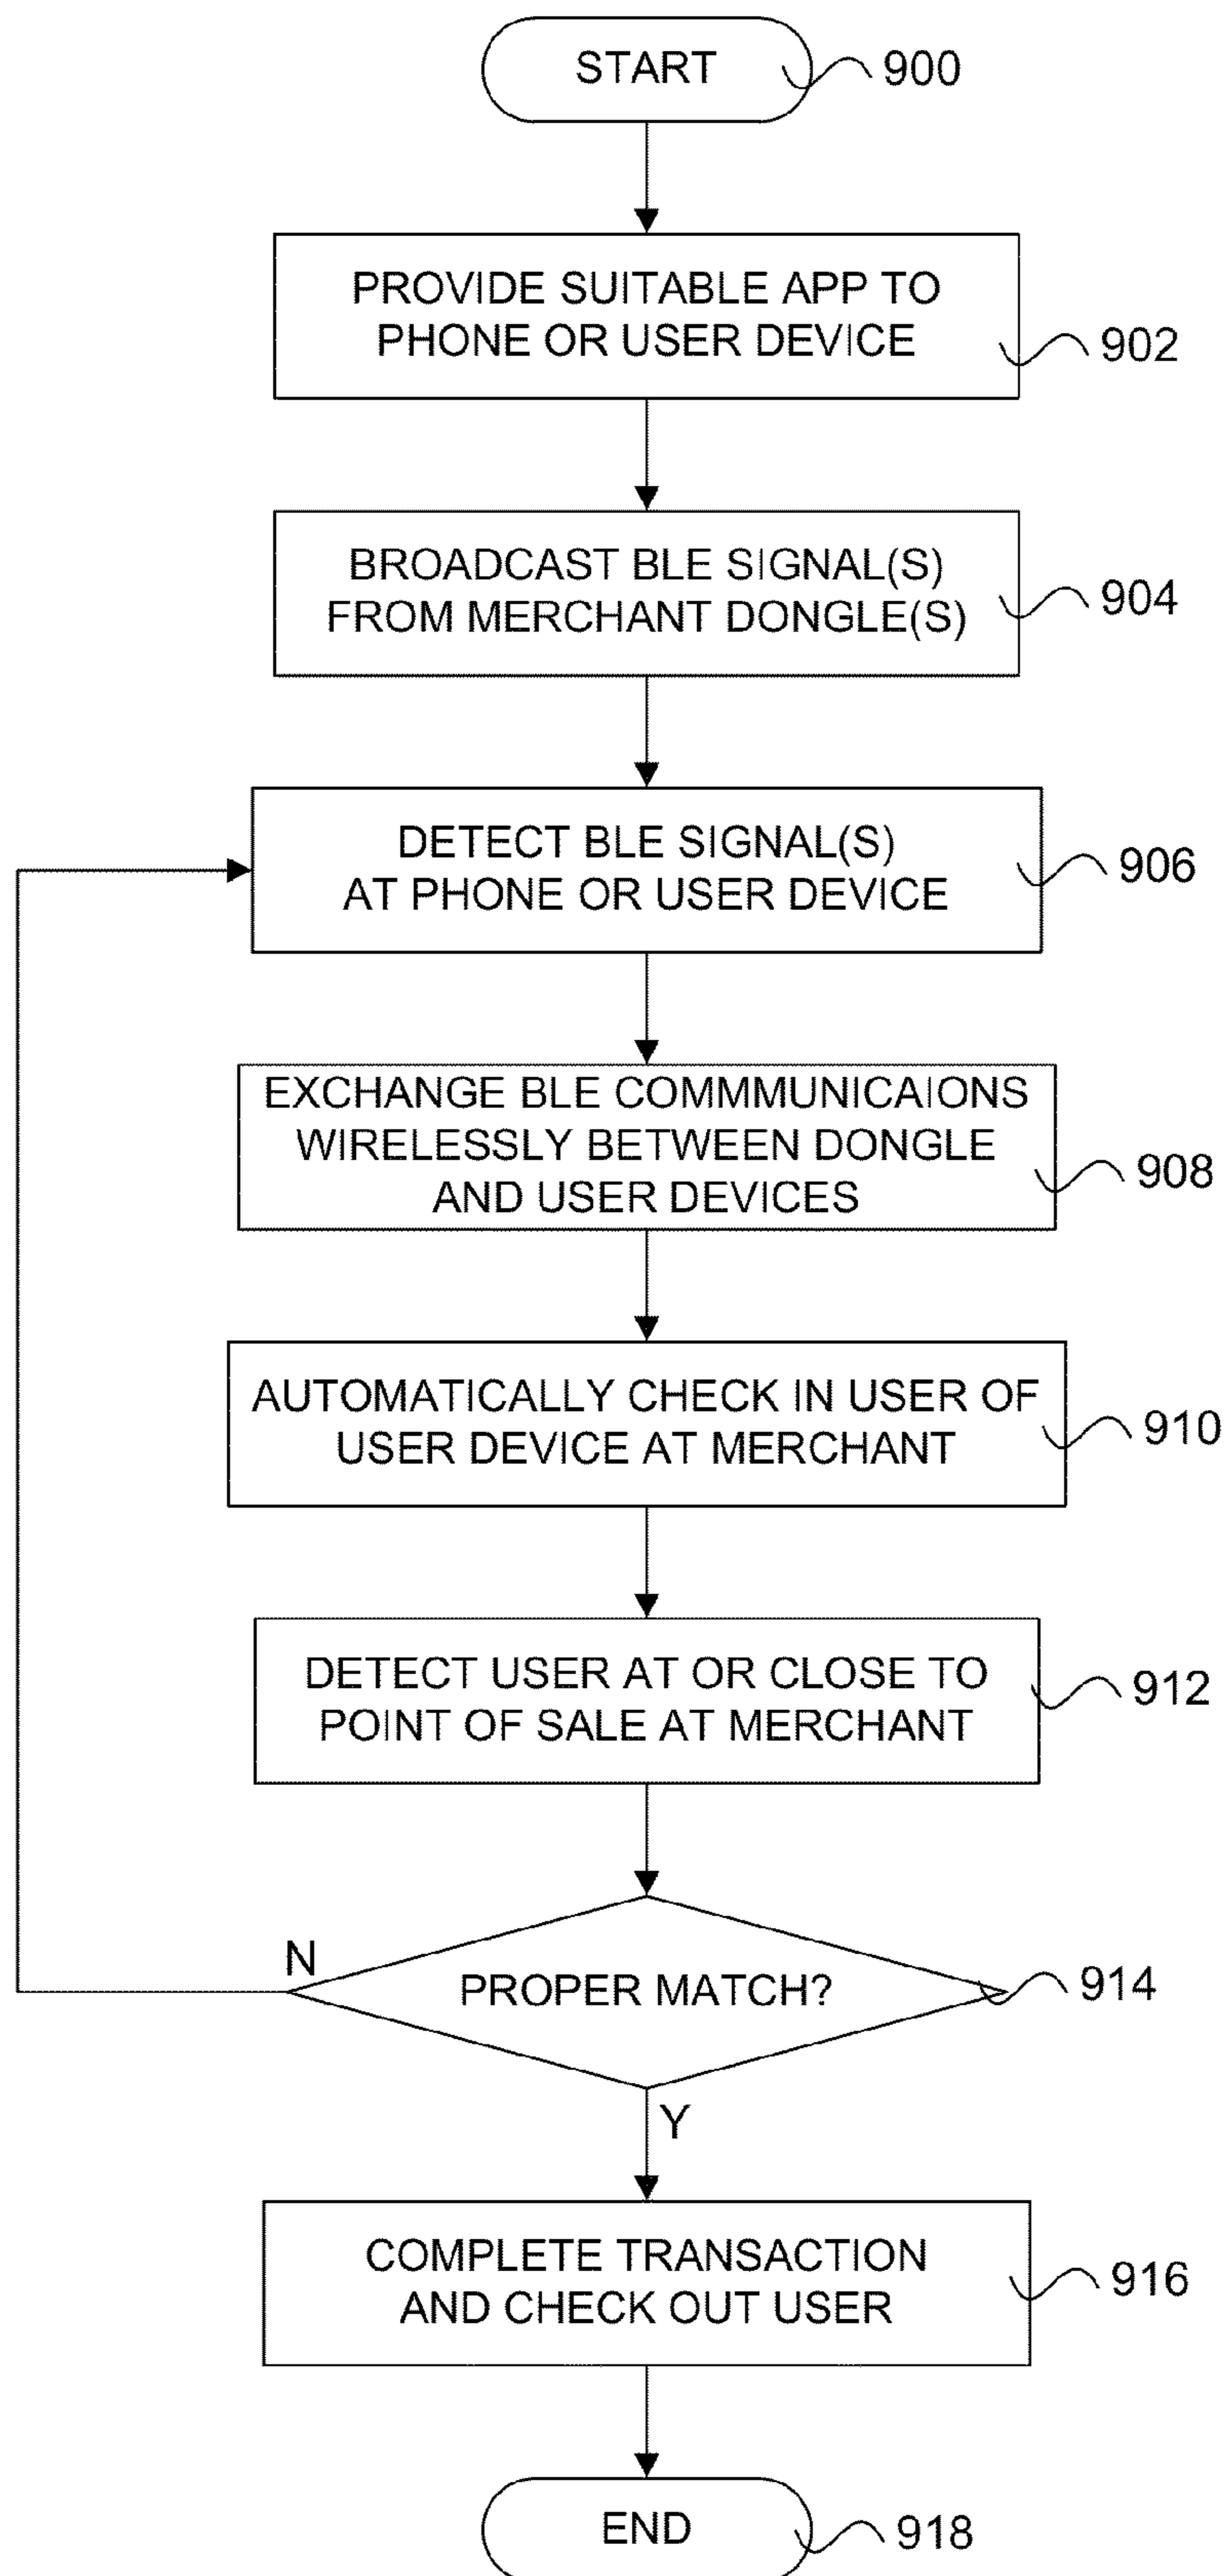 START
900
PROVIDE SUITABLE APP TO
PHONE OR USER DEVICE
902
BROADCAST BLE SIGNAL(S)
FROM MERCHANT DONGLE(S)
904
DETECT BLE SIGNAL(S)
AT PHONE OR USER DEVICE
906
EXCHANGE BLE COMMMUNICAIONS
WIRELESSLY BETWEEN DONGLE
AND USER DEVICES
908
AUTOMATICALLY CHECK IN USER OF
USER DEVICE AT MERCHANT
910
DETECT USER AT OR CLOSE TO
POINT OF SALE AT MERCHANT
912
N
PROPER MATCH?
914
Y
COMPLETE TRANSACTION
AND CHECK OUT USER
916
END
918